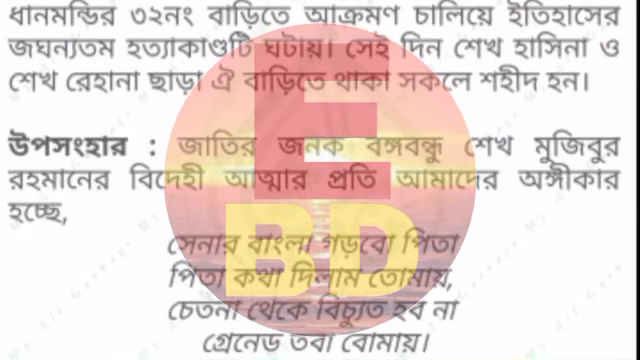 ধানমন্ডির ৩২নং বাড়িতে আক্রমণ চালিয়ে ইতিহাসের
জঘন্যতম হত্যাকাণ্ডটি ঘটায়। সেই দিন শেখ হাসিনা ও
শেখ রেহানা ছাড়া ঐ বাড়িতে থাকা সকলে শহীদ হন।
উপসংহার : জাতির জনক বঙ্গবন্ধু শেখ মুজিবুর
রহমানের বিদেহী আত্মার প্রতি আমাদের অঙ্গীকার
হচ্ছে,
সেনার বাংলা গড়বো পিতা
পিতা কথা দিলাম তোমায়,
চেতনা থেকে বিচ্যুত হব না
গ্রেনেড তবা বোমায়।
E
BD